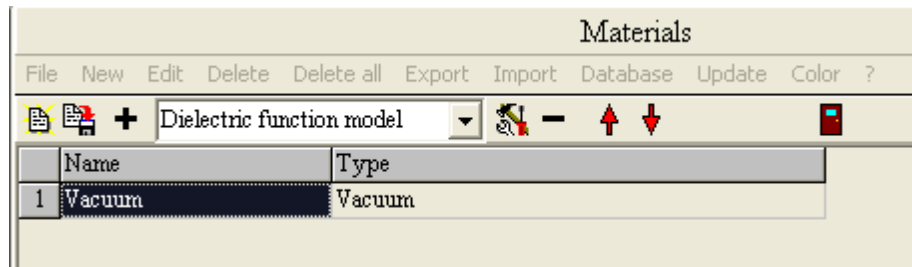 Materials
File New Edit Delete Delete all Export Import Database Update Color ?
Dielectric function model
Name Type
1 Vacuum Vacuum